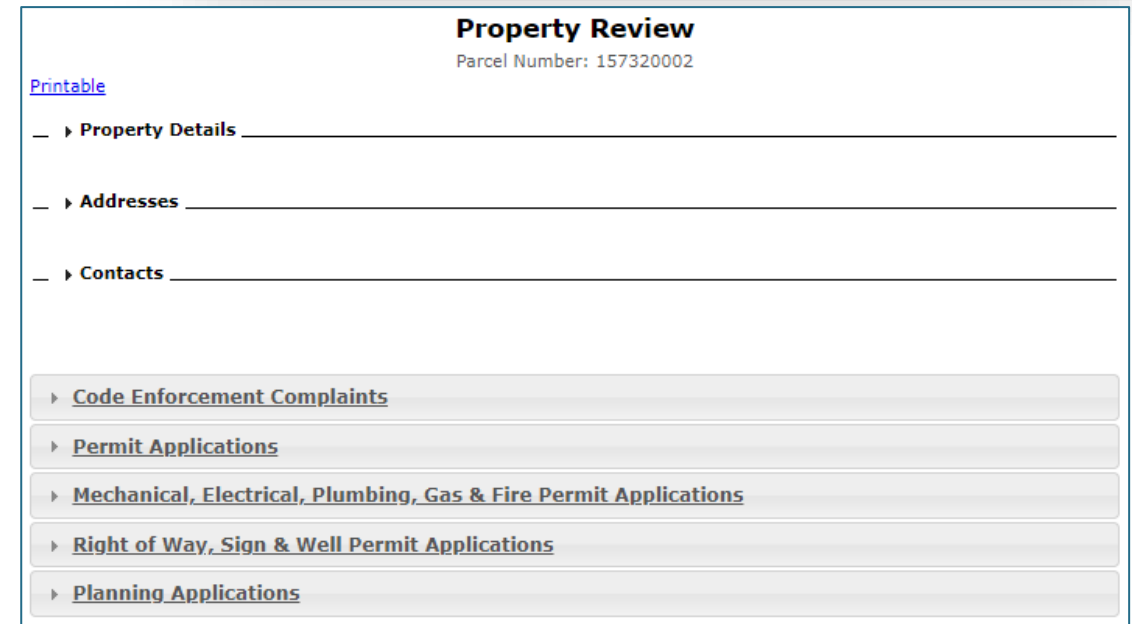 Property Review
Parcel Number: 157320002
Printable
Property Details
Addresses
Contacts
Code Enforcement Complaints
Permit Applications
Mechanical, Electrical, Plumbing, Gas & Fire Permit Applications
Right of Way, Sign & Well Permit Applications
Planning Applications